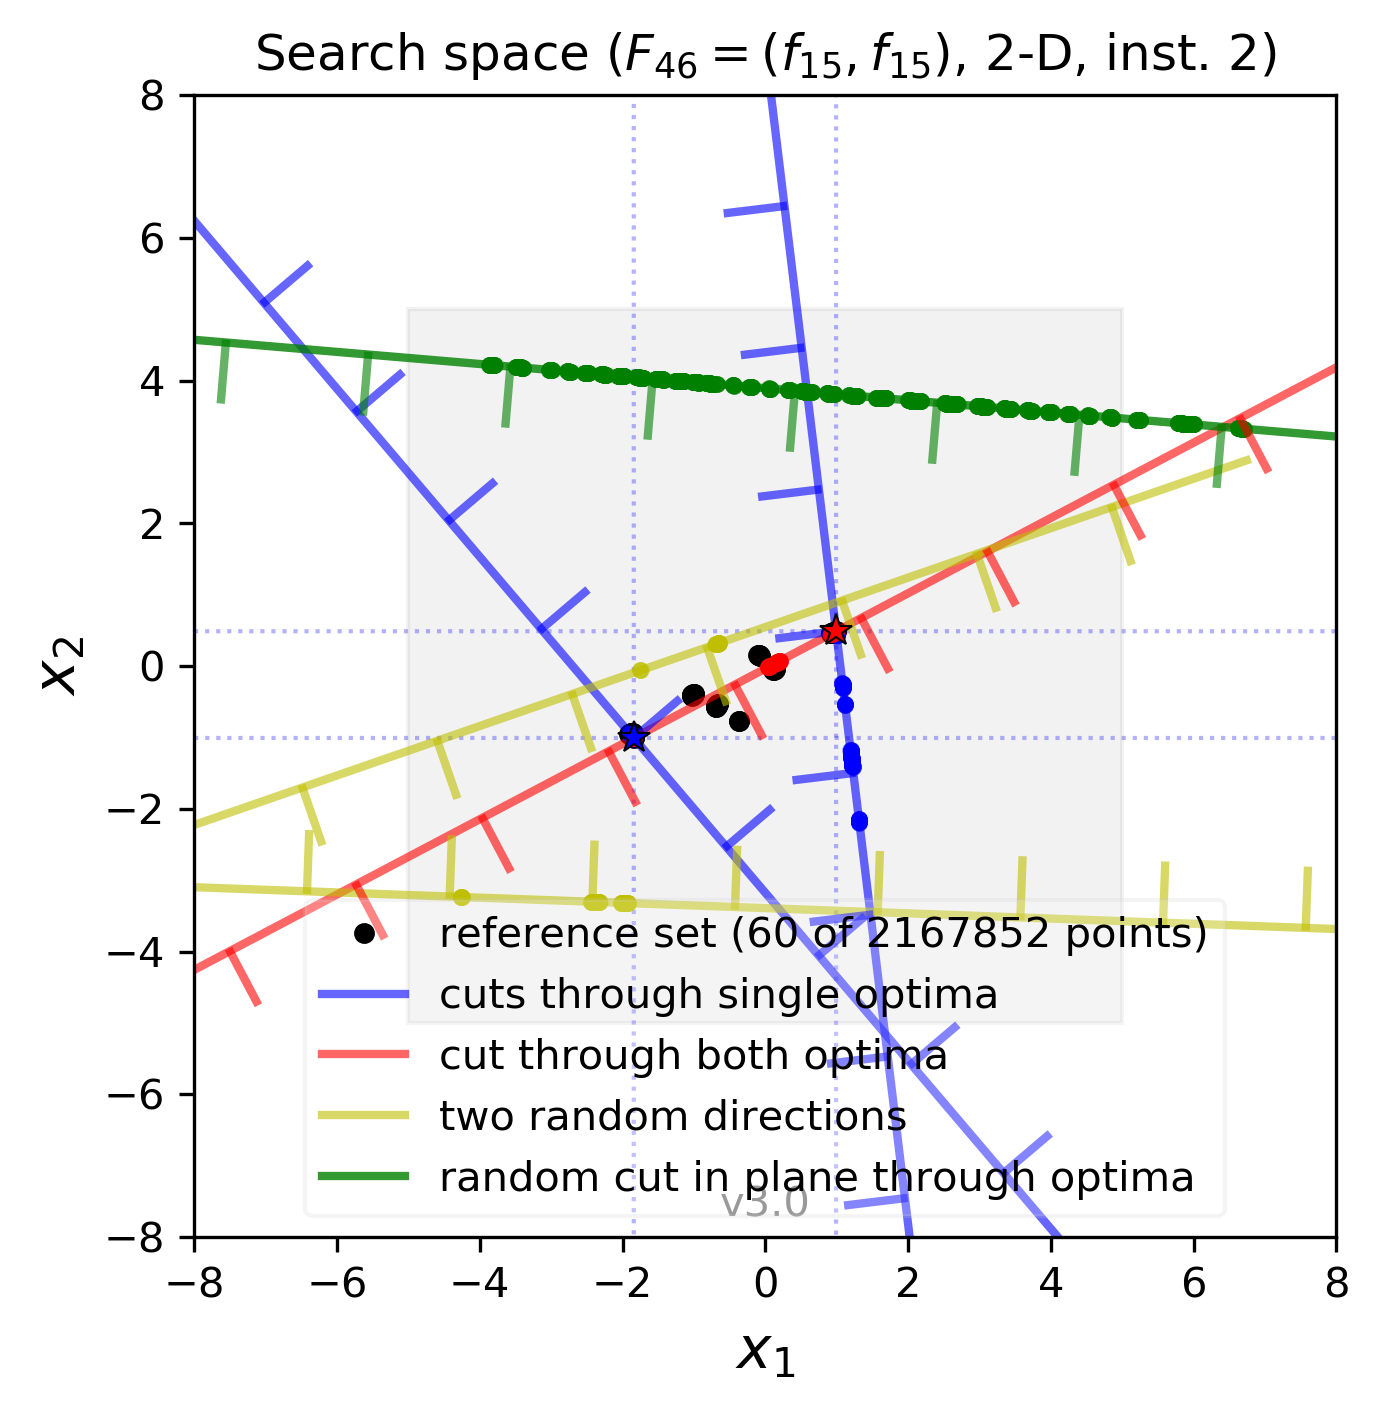 Search space (F46 = (f15, f15), 2-D, inst. 2)
8
6
4
2
0
−2
−4
−6
−8
x2
reference set (60 of 2167852 points)
cuts through single optima
cut through both optima
two random directions
random cut in plane through optima
v3.0
−8 −6 −4 −2 0 2 4 6 8
x1